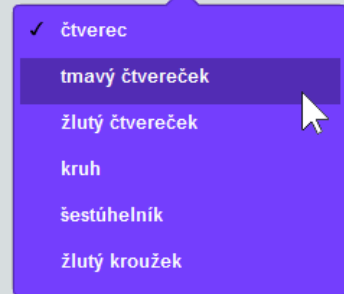 čtverec
tmavý čtvereček
žlutý čtvereček
kruh
šestúhelník
žlutý kroužek